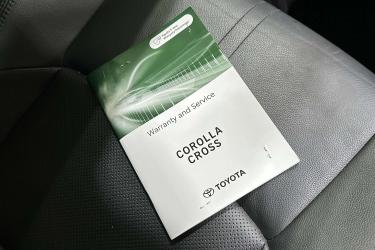 Warranty and Service
COROLLA
CROSS
TOYOTA